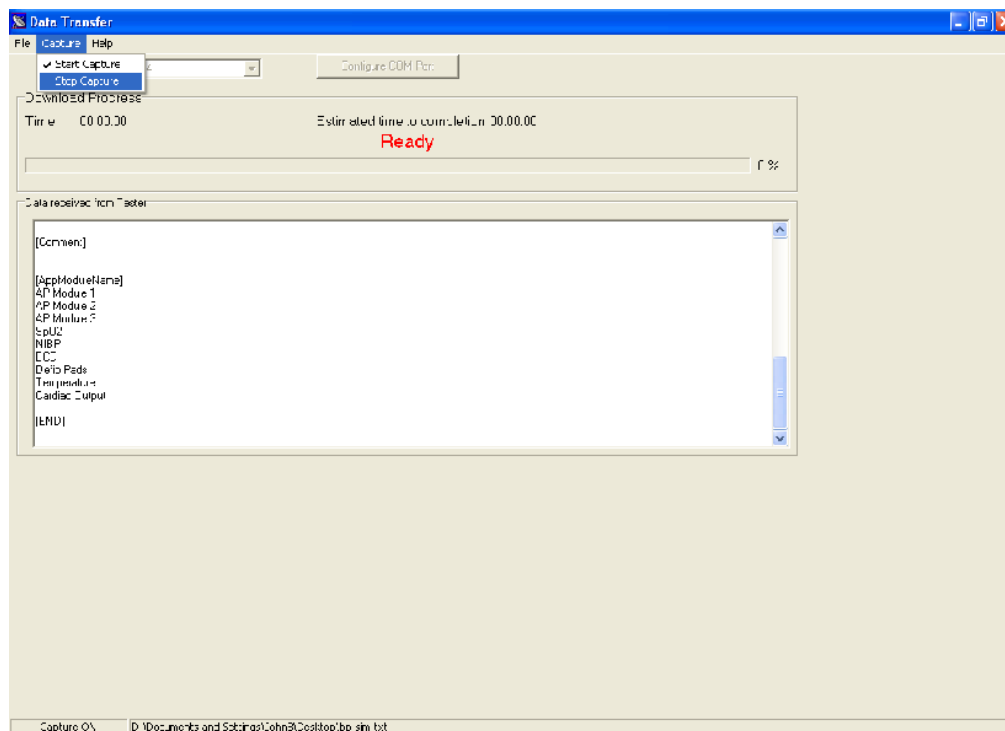 Data Transfer
File Capture Help
Start Capture
Configure COM Port
Stop Capture
Download Progress
Time 00:00:00 Estimated time to completion 00:00:00
Ready
0 %
Data received from Tester
[Comment]
[AppModuleName]
AP Module 1
AP Module 2
AP Module 3
SpO2
NIBP
ECG
Defib Pads
Temperature
Cardiac Output
[END]
Capture ON D:\Documents and Settings\JohnB\Desktop\bp sim.txt